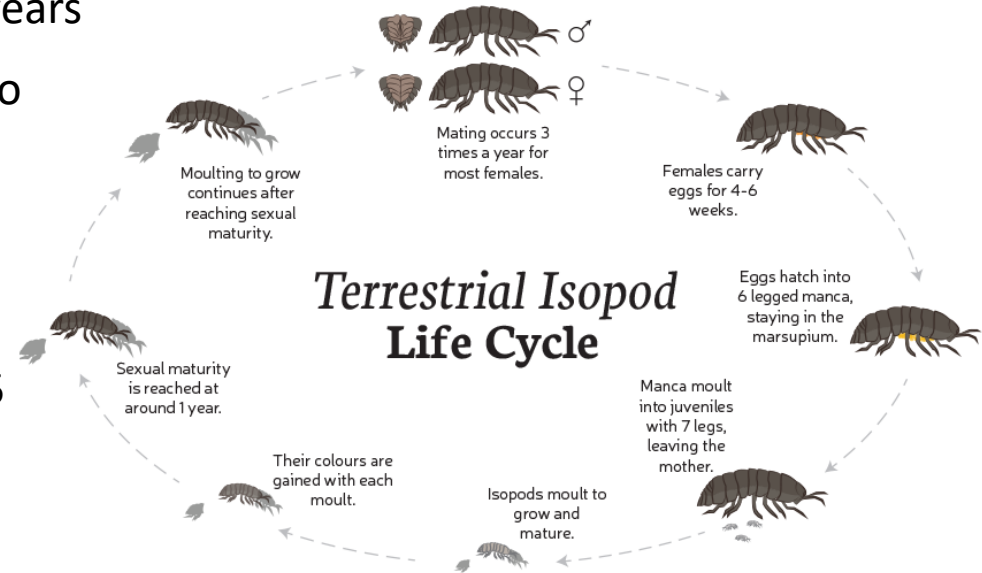 years
o
Mating occurs 3
times a year for
most females.
Females carry
eggs for 4-6
weeks.
Eggs hatch into
6 legged manca,
staying in the
marsupium.
Manca moult
into juveniles
with 7 legs,
leaving the
mother.
Isopods moult to
grow and
mature.
Their colours are
gained with each
moult.
Sexual maturity
is reached at
around 1 year.
Moulting to grow
continues after
reaching sexual
maturity.
Terrestrial Isopod
Life Cycle